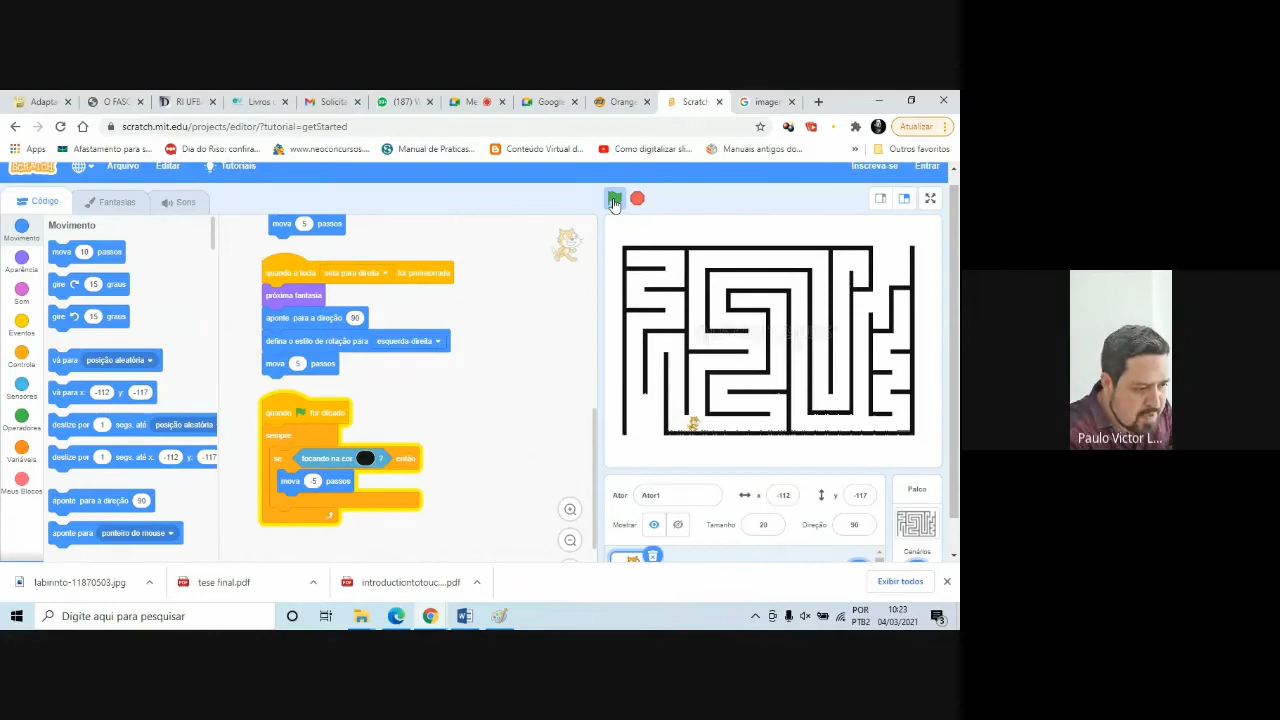 Adapta
O FASC
RI UFB
Livros c
Solicita
(187) V
Me
Google
Orange
Scratch
imager
scratch.mit.edu/projects/editor/?tutorial=getStarted
Atualizar
Apps
Afastamento para s...
Dia do Riso: confira...
www.neoconcursos...
Manual de Praticas...
Conteúdo Virtual d...
Como digitalizar sli...
Manuais antigos do...
»
Outros favoritos
SCRATCH
Arquivo
Editar
Tutoriais
Inscreva-se
Entrar
Código
Fantasias
Sons
Movimento
Aparência
Som
Eventos
Controle
Sensores
Operadores
Variáveis
Meus Blocos
Movimento
mova 10 passos
gire 15 graus
gire 15 graus
vá para posição aleatória
vá para x: -112 y: -117
deslize por 1 segs. até posição aleatória
deslize por 1 segs. até x: -112 y: -117
aponte para a direção 90
aponte para ponteiro do mouse
mova 5 passos
quando a tecla seta para direita for pressionada
próxima fantasia
aponte para a direção 90
defina o estilo de rotação para esquerda-direita
mova 5 passos
quando for clicado
sempre
se tocando na cor ? então
mova -5 passos
Ator Ator1 x -112 y -117
Mostrar Tamanho 20 Direção 90
Palco
Cenários
labirinto-11870503.jpg
tese final.pdf
introductiontotouc....pdf
Exibir todos
Digite aqui para pesquisar
POR
PTB2
10:23
04/03/2021
3
Paulo Victor L...